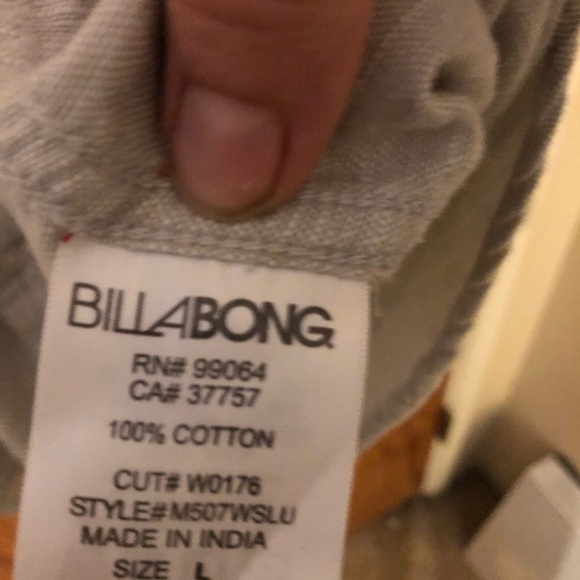 BILLABONG
RN# 99064
CA# 37757
100% COTTON
CUT# W0176
STYLE# M507WSLU
MADE IN INDIA
SIZE L